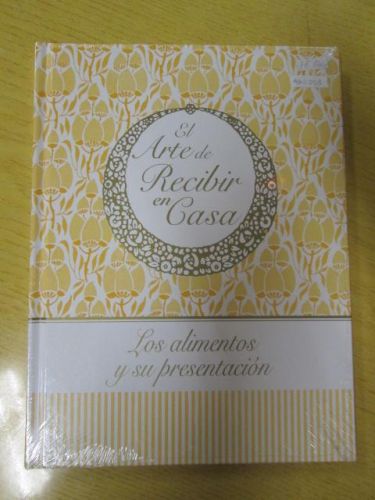 El
Arte de
Recibir
en
Casa
Los alimentos
y su presentación